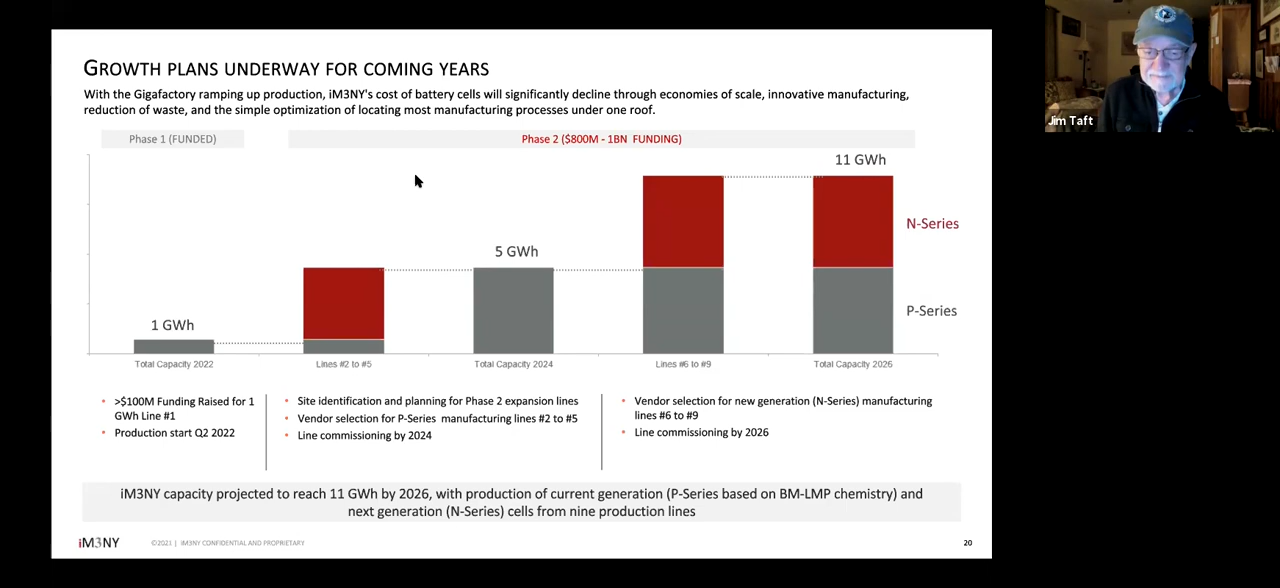 GROWTH PLANS UNDERWAY FOR COMING YEARS
With the Gigafactory ramping up production, iM3NY's cost of battery cells will significantly decline through economies of scale, innovative manufacturing,
reduction of waste, and the simple optimization of locating most manufacturing processes under one roof.
Phase 1 (FUNDED)
Phase 2 ($800M - 1BN FUNDING)
1 GWh
5 GWh
11 GWh
N-Series
P-Series
Total Capacity 2022
Lines #2 to #5
Total Capacity 2024
Lines #6 to #9
Total Capacity 2026
• >$100M Funding Raised for 1
GWh Line #1
• Production start Q2 2022
• Site identification and planning for Phase 2 expansion lines
• Vendor selection for P-Series manufacturing lines #2 to #5
• Line commissioning by 2024
• Vendor selection for new generation (N-Series) manufacturing
lines #6 to #9
• Line commissioning by 2026
iM3NY capacity projected to reach 11 GWh by 2026, with production of current generation (P-Series based on BM-LMP chemistry) and
next generation (N-Series) cells from nine production lines
iM3NY
©2021 | iM3NY CONFIDENTIAL AND PROPRIETARY
20
Jim Taft